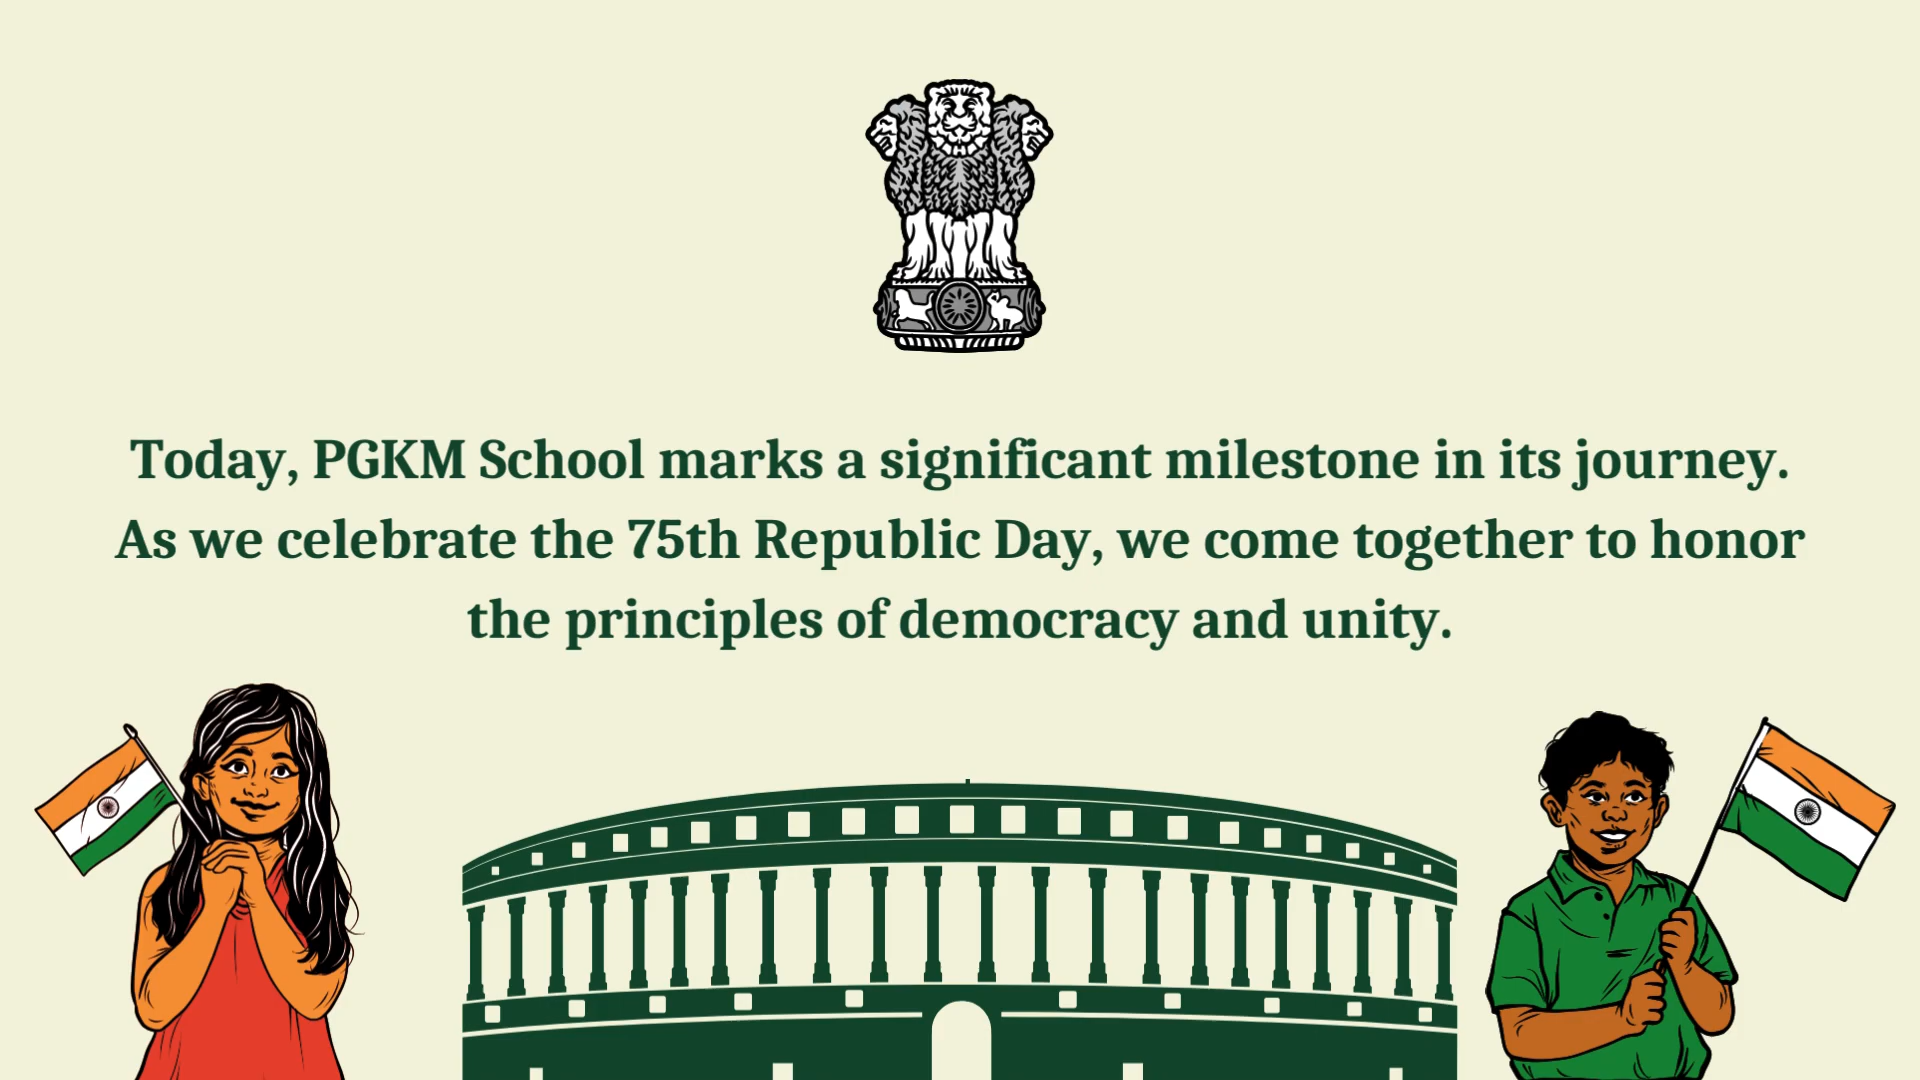 Today, PGKM School marks a significant milestone in its journey.
As we celebrate the 75th Republic Day, we come together to honor
the principles of democracy and unity.